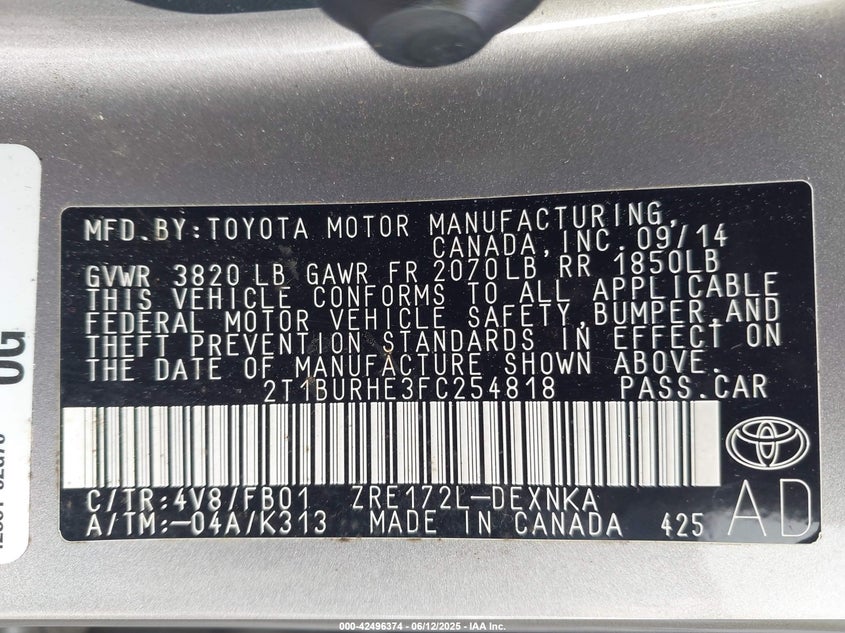 MFD.BY:TOYOTA MOTOR MANUFACTURING,
CANADA,INC.09/14
GVWR 3820 LB GAWR FR 2070LB RR 1850LB
THIS VEHICLE CONFORMS TO ALL APPLICABLE
FEDERAL MOTOR VEHICLE SAFETY,BUMPER,AND
THEFT PREVENTION STANDARDS IN EFFECT ON
THE DATE OF MANUFACTURE SHOWN ABOVE.
2T1BURHE3FC254818 PASS.CAR
C/TR:4V8/FB01 ZRE172L-DEXNKA
A/TM:-04A/K313 MADE IN CANADA 425
AD
000-42496374 - 06/12/2025 - IAA Inc.